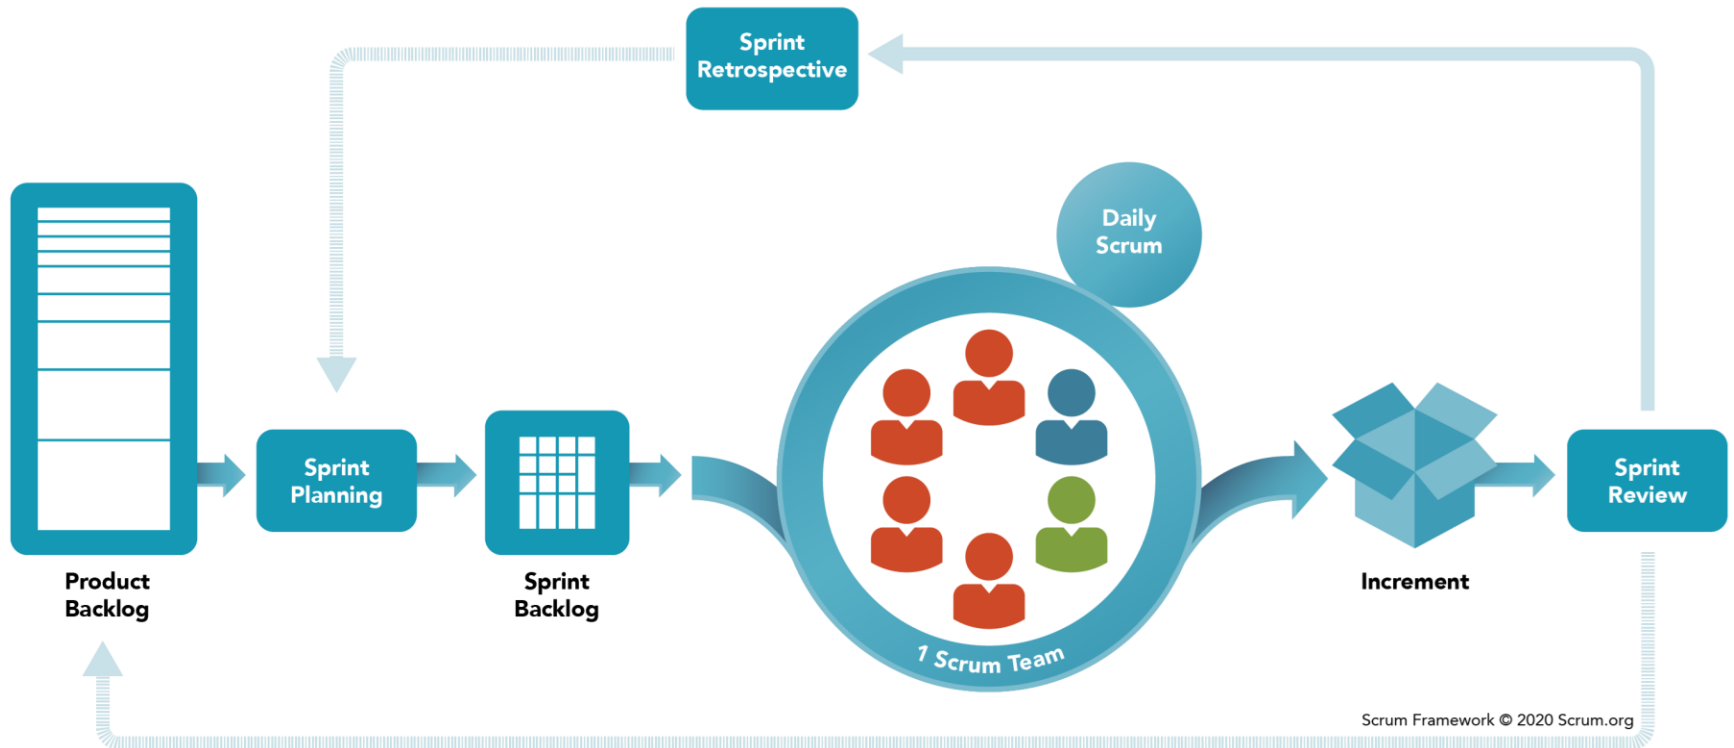 Sprint
Retrospective
Daily
Scrum
Sprint
Planning
Sprint
Review
Product
Backlog
Sprint
Backlog
Increment
1 Scrum Team
Scrum Framework © 2020 Scrum.org